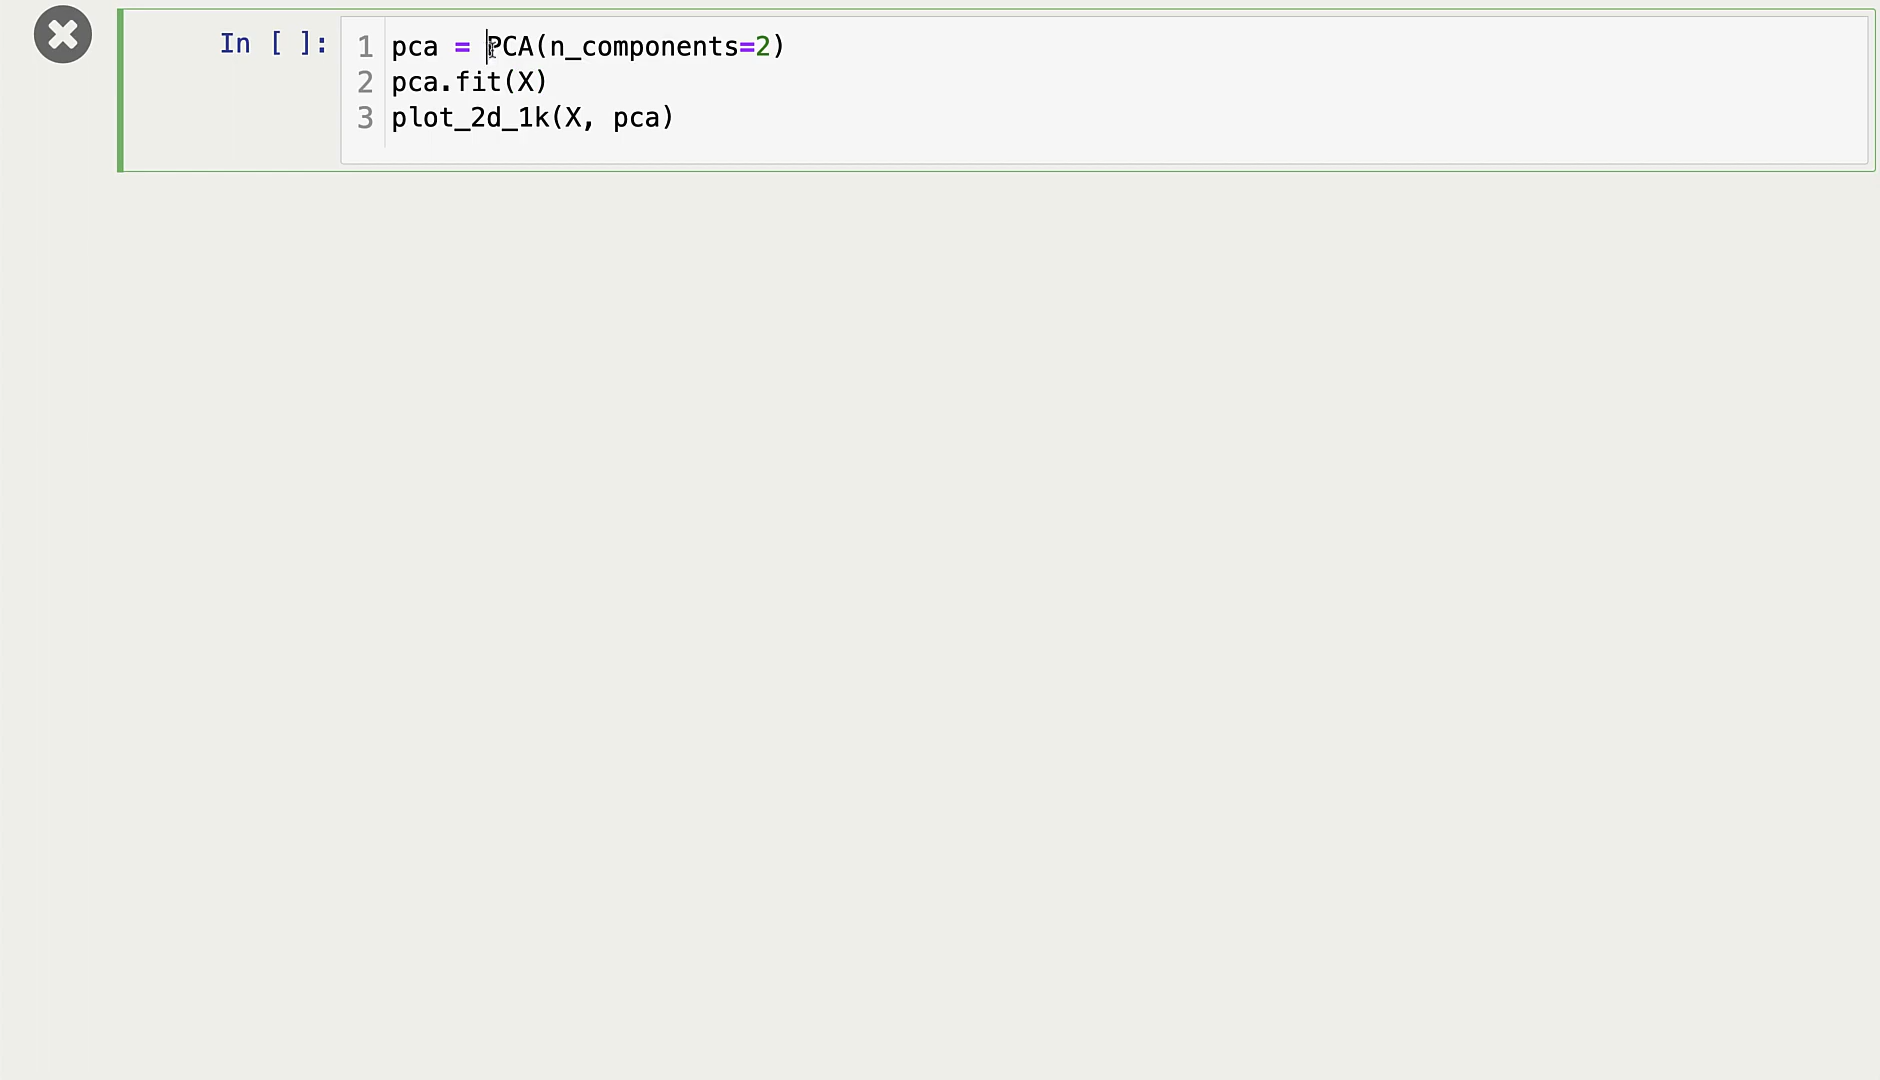 In [ ]:
1 pca = PCA(n_components=2)
2 pca.fit(X)
3 plot_2d_1k(X, pca)